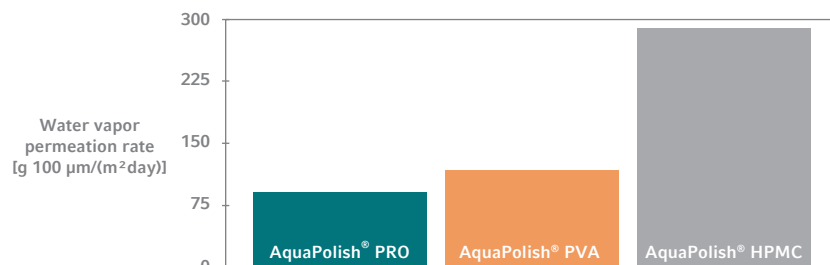 300
225
150
75
0
Water vapor
permeation rate
[g 100 µm/(m²day)]
AquaPolish® PRO
AquaPolish® PVA
AquaPolish® HPMC